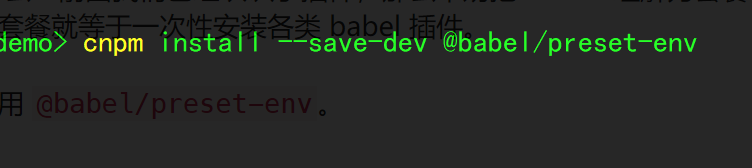 套餐就等于一次性安装各类 babel 插件。
demo> cnpm install --save-dev @babel/preset-env
用 @babel/preset-env。